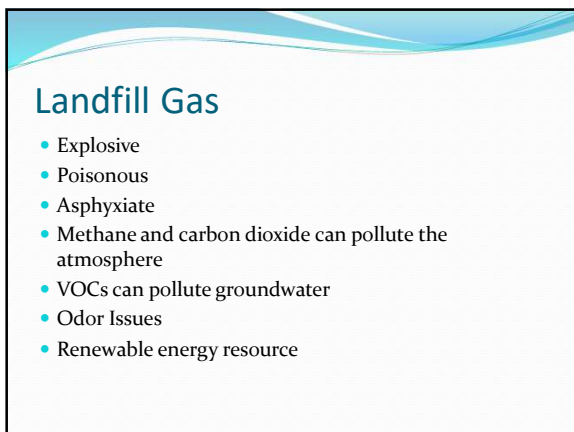 Landfill Gas
• Explosive
• Poisonous
• Asphyxiate
• Methane and carbon dioxide can pollute the
atmosphere
• VOCs can pollute groundwater
• Odor Issues
• Renewable energy resource